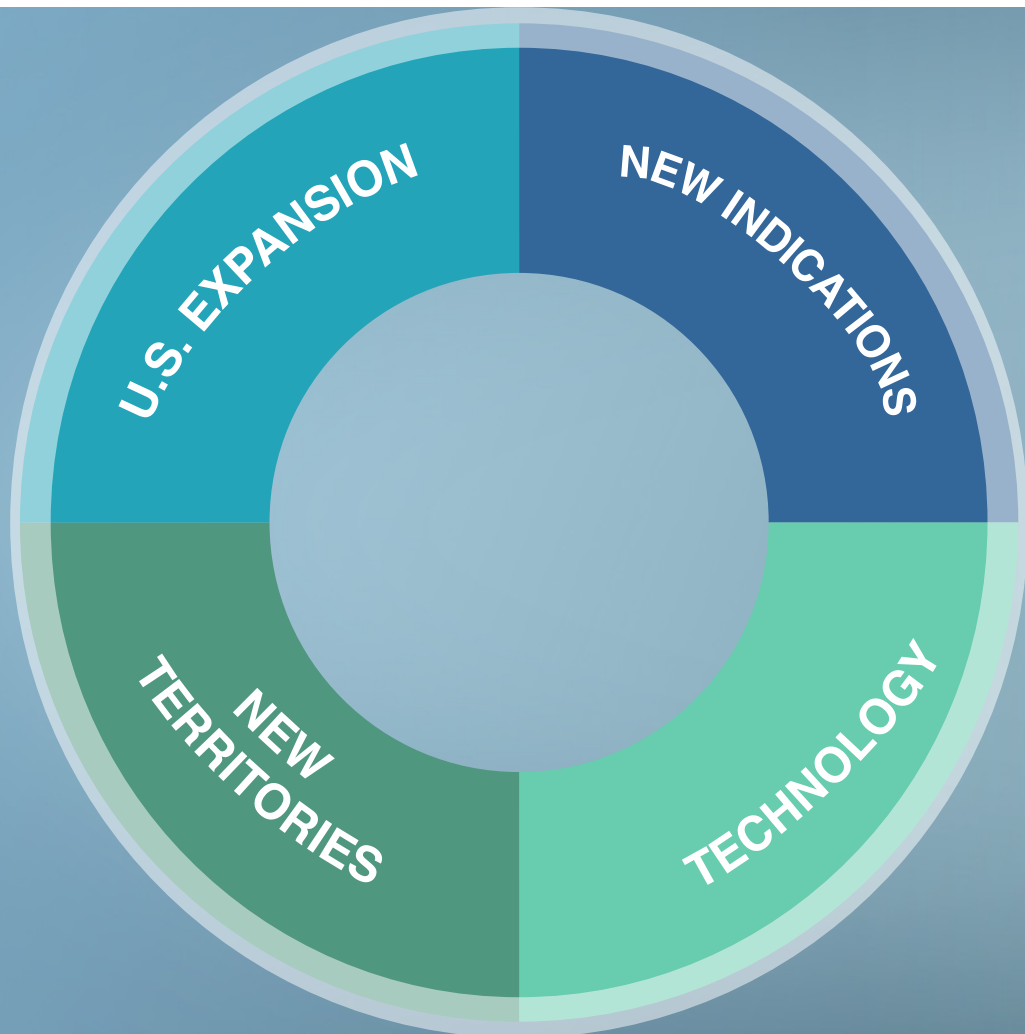 U.S. EXPANSION
NEW INDICATIONS
NEW
TERRITORIES
TECHNOLOGY